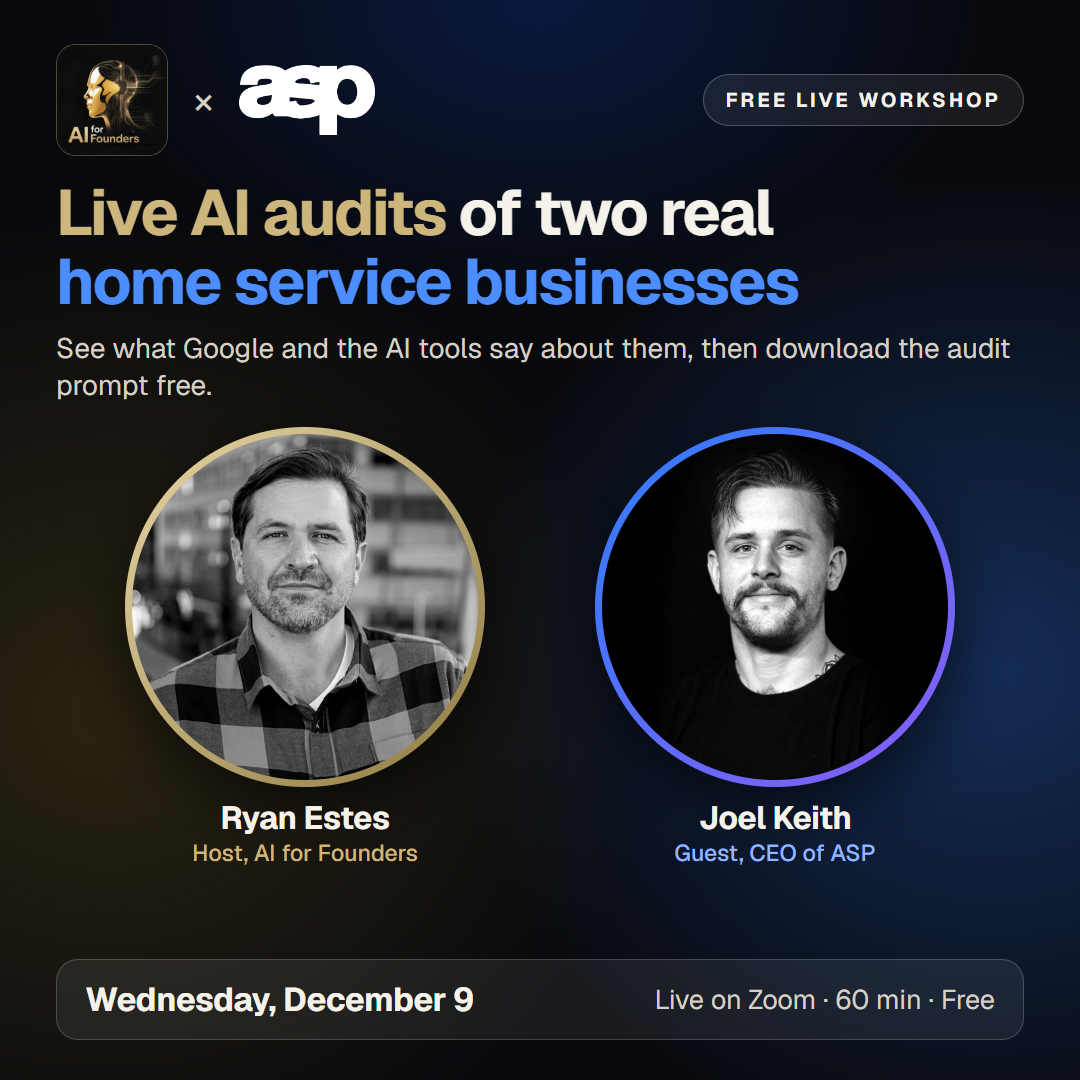 AI for Founders
×
asp
FREE LIVE WORKSHOP
Live AI audits of two real
home service businesses
See what Google and the AI tools say about them, then download the audit
prompt free.
Ryan Estes
Host, AI for Founders
Joel Keith
Guest, CEO of ASP
Wednesday, December 9
Live on Zoom · 60 min · Free